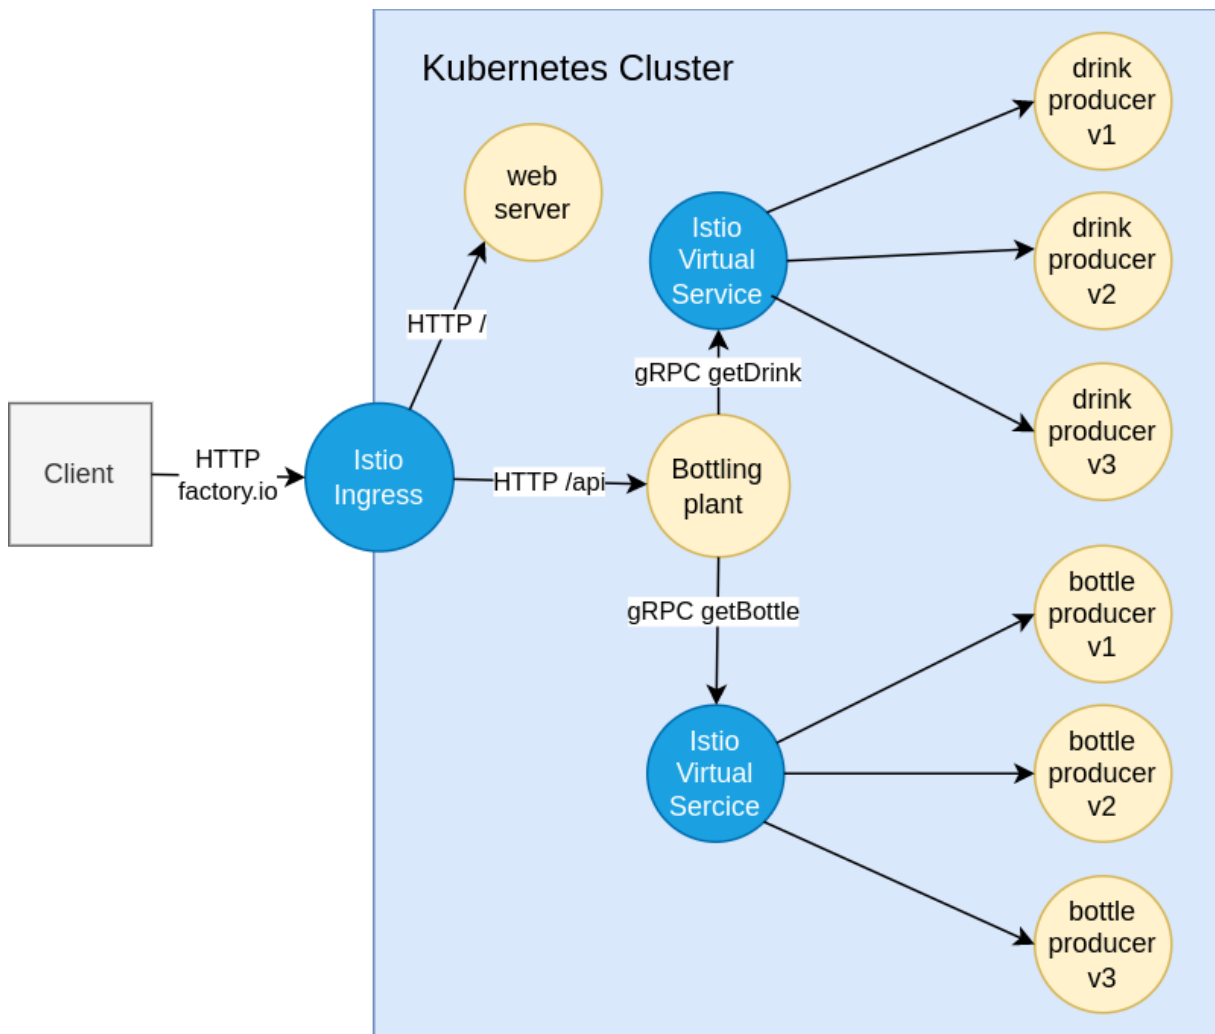 Kubernetes Cluster
web
server
HTTP /
Client
HTTP
factory.io
Istio
Ingress
HTTP /api
Bottling
plant
gRPC getDrink
Istio
Virtual
Service
drink
producer
v1
drink
producer
v2
drink
producer
v3
gRPC getBottle
Istio
Virtual
Sercice
bottle
producer
v1
bottle
producer
v2
bottle
producer
v3